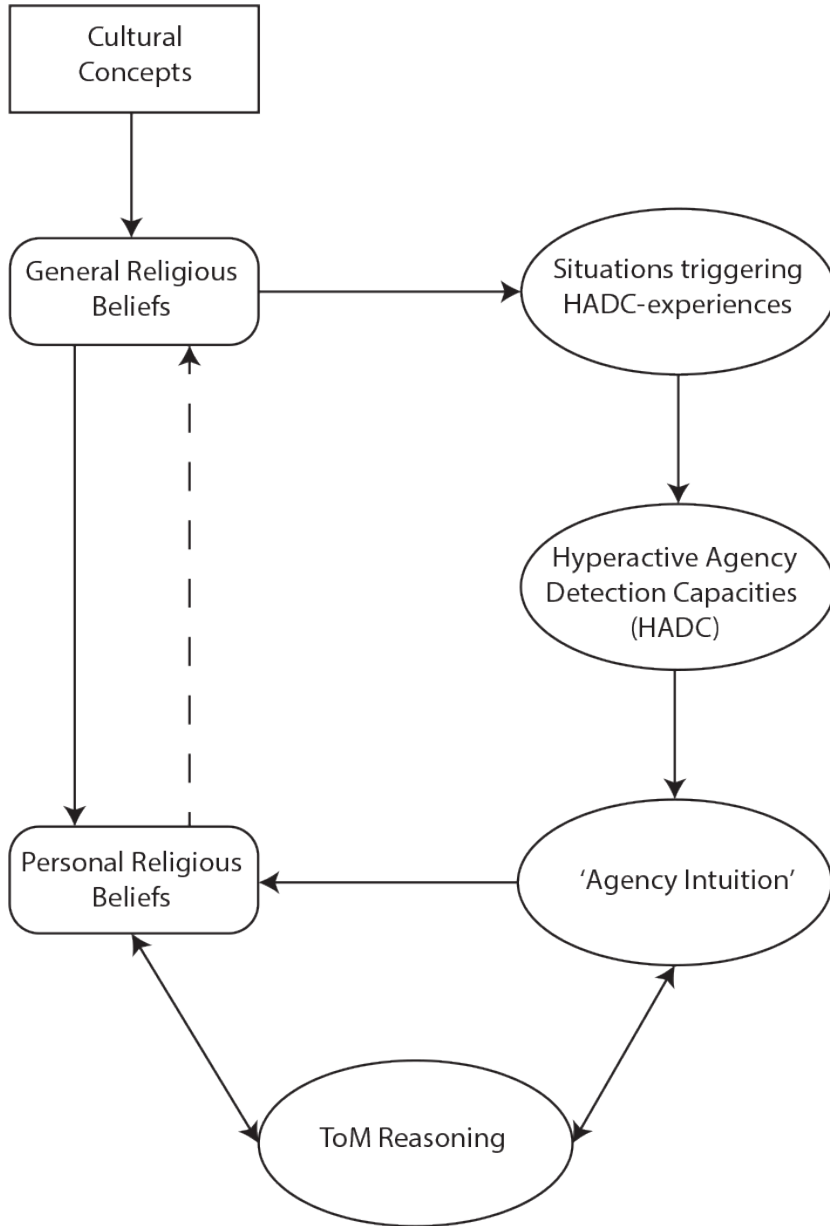 Cultural
Concepts
General Religious
Beliefs
Situations triggering
HADC-experiences
Hyperactive Agency
Detection Capacities
(HADC)
Personal Religious
Beliefs
‘Agency Intuition’
ToM Reasoning